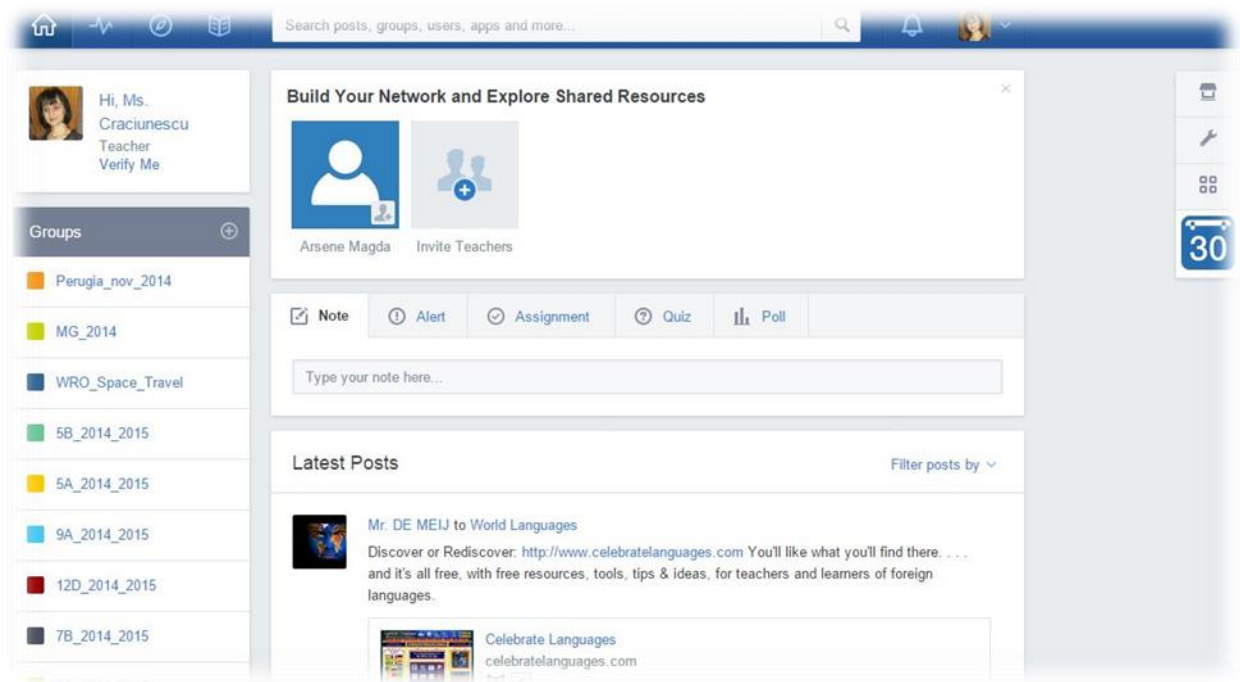 Search posts, groups, users, apps and more...
Hi, Ms.
Craciunescu
Teacher
Verify Me
Groups
Perugia_nov_2014
MG_2014
WRO_Space_Travel
5B_2014_2015
5A_2014_2015
9A_2014_2015
12D_2014_2015
7B_2014_2015
Build Your Network and Explore Shared Resources
Arsene Magda
Invite Teachers
Note
Alert
Assignment
Quiz
Poll
Type your note here...
Latest Posts
Filter posts by
Mr. DE MEIJ to World Languages
Discover or Rediscover: http://www.celebratelanguages.com You'll like what you'll find there. . . .
and it's all free, with free resources, tools, tips & ideas, for teachers and learners of foreign
languages.
Celebrate Languages
celebratelanguages.com
30